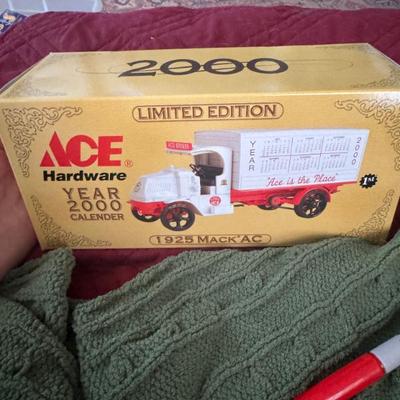 2000
LIMITED EDITION
ACE®
Hardware
YEAR
2000
CALENDER
YEAR
2000
"Ace is the Place"
1st
1925 MACK® AC